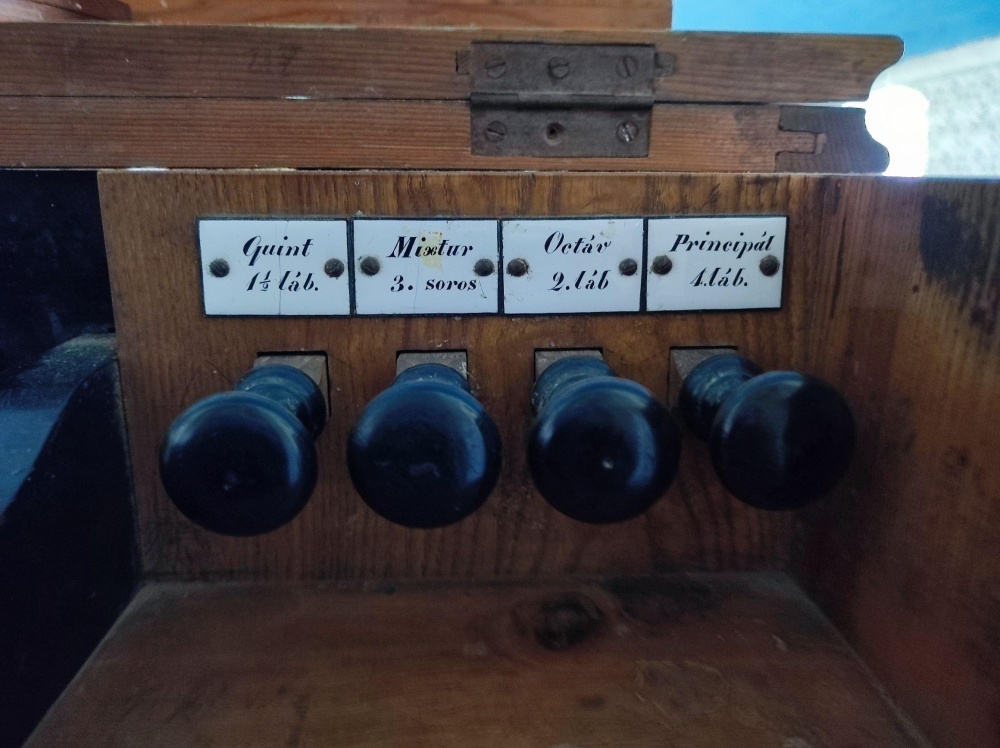 Quint
1½ láb.
Mixtur
3. soros
Octáv
2.láb
Principál
4.láb.